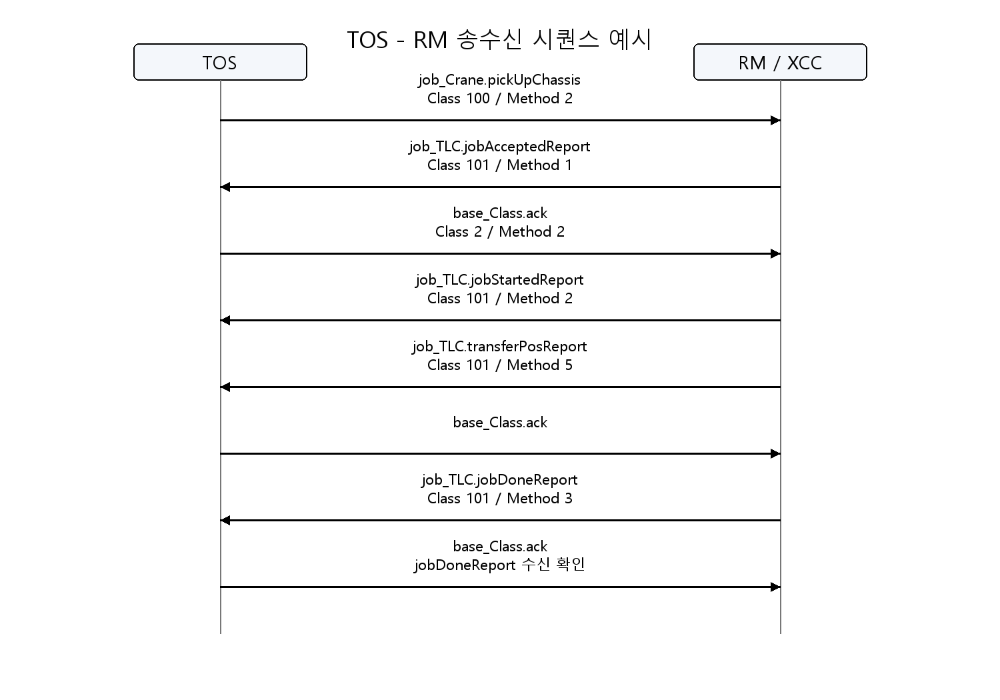 TOS - RM 송수신 시퀀스 예시
TOS
RM / XCC
job_Crane.pickUpChassis
Class 100 / Method 2
job_TLC.jobAcceptedReport
Class 101 / Method 1
base_Class.ack
Class 2 / Method 2
job_TLC.jobStartedReport
Class 101 / Method 2
job_TLC.transferPosReport
Class 101 / Method 5
base_Class.ack
job_TLC.jobDoneReport
Class 101 / Method 3
base_Class.ack
jobDoneReport 수신 확인